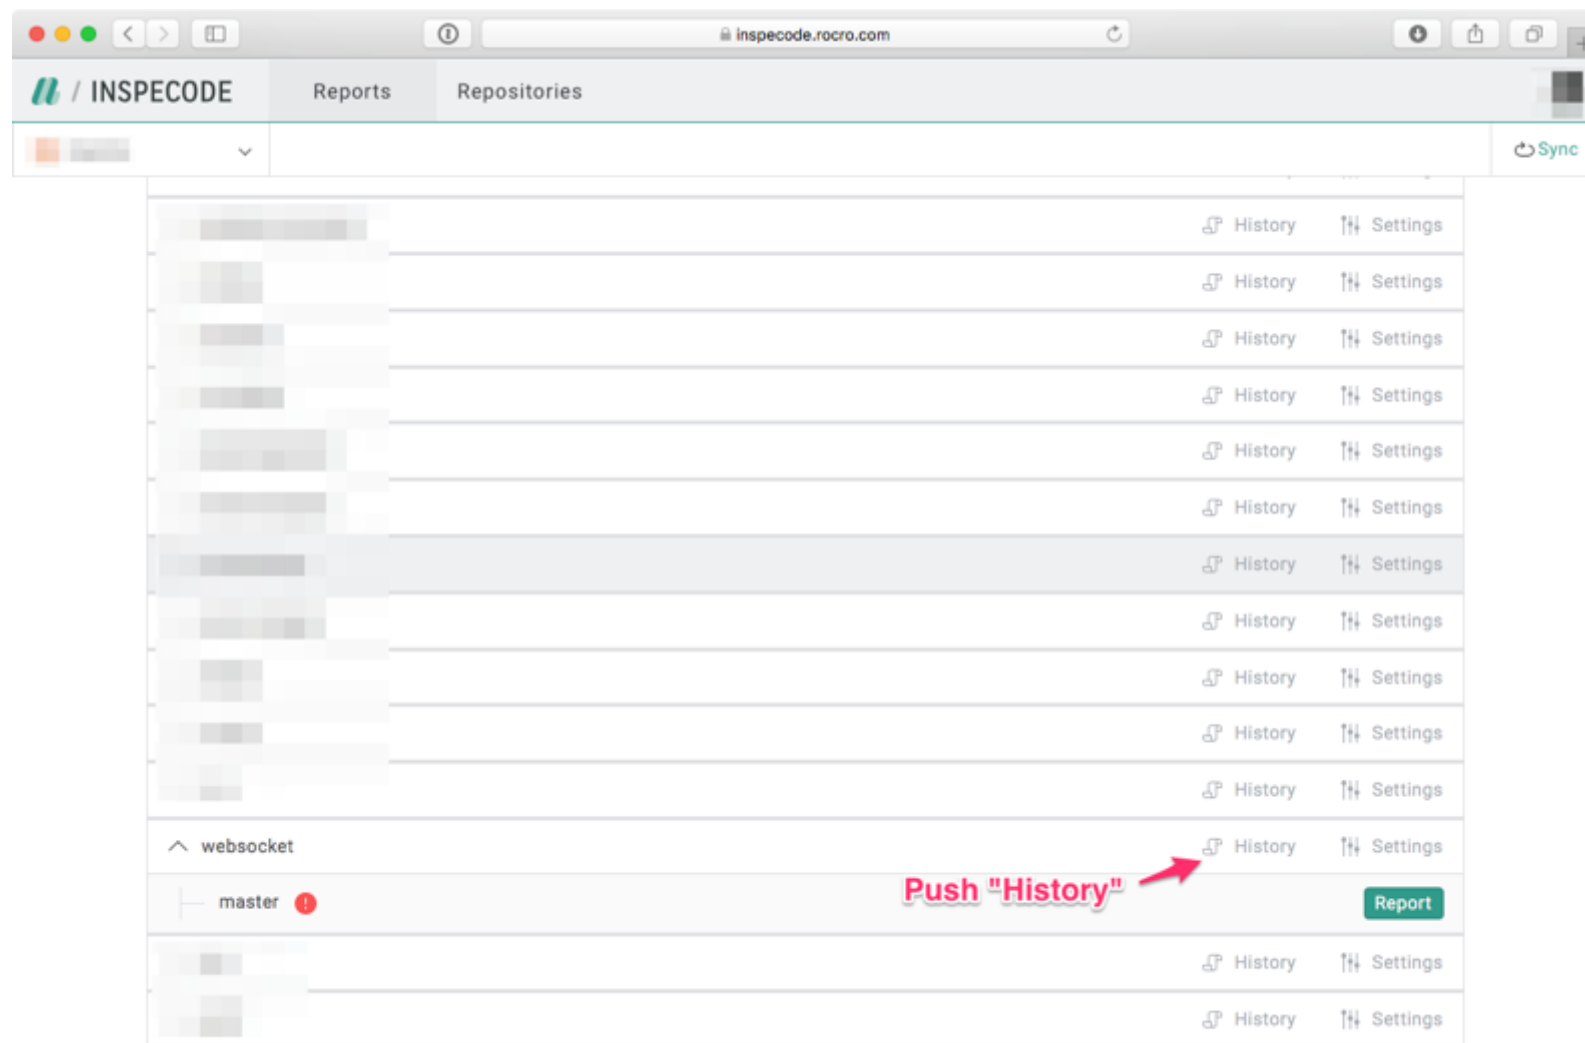 inspecode.rocro.com
/ INSPECODE Reports Repositories
Sync
History Settings
History Settings
History Settings
History Settings
History Settings
History Settings
History Settings
History Settings
History Settings
History Settings
History Settings
websocket History Settings
Push "History"
master Report
History Settings
History Settings